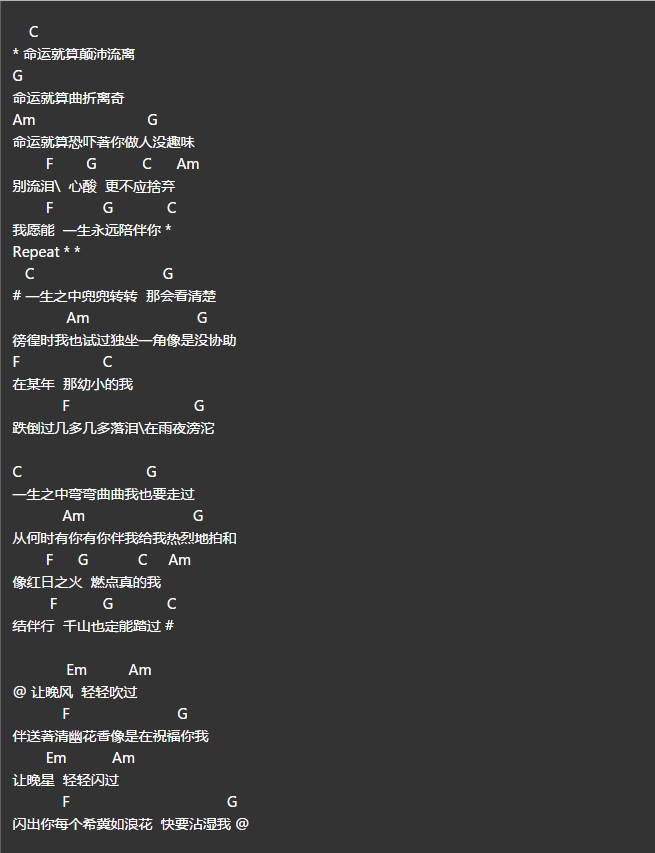 C
* 命运就算颠沛流离
G
命运就算曲折离奇
Am G
命运就算恐吓著你做人没趣味
F G C Am
别流泪\ 心酸 更不应捨弃
F G C
我愿能 一生永远陪伴你 *
Repeat * *
C G
# 一生之中兜兜转转 那会看清楚
Am G
徬徨时我也试过独坐一角像是没协助
F C
在某年 那幼小的我
F G
跌倒过几多几多落泪\在雨夜滂沱
C G
一生之中弯弯曲曲我也要走过
Am G
从何时有你有你伴我给我热烈地拍和
F G C Am
像红日之火 燃点真的我
F G C
结伴行 千山也定能踏过 #
Em Am
@ 让晚风 轻轻吹过
F G
伴送著清幽花香像是在祝福你我
Em Am
让晚星 轻轻闪过
F G
闪出你每个希冀如浪花 快要沾湿我 @